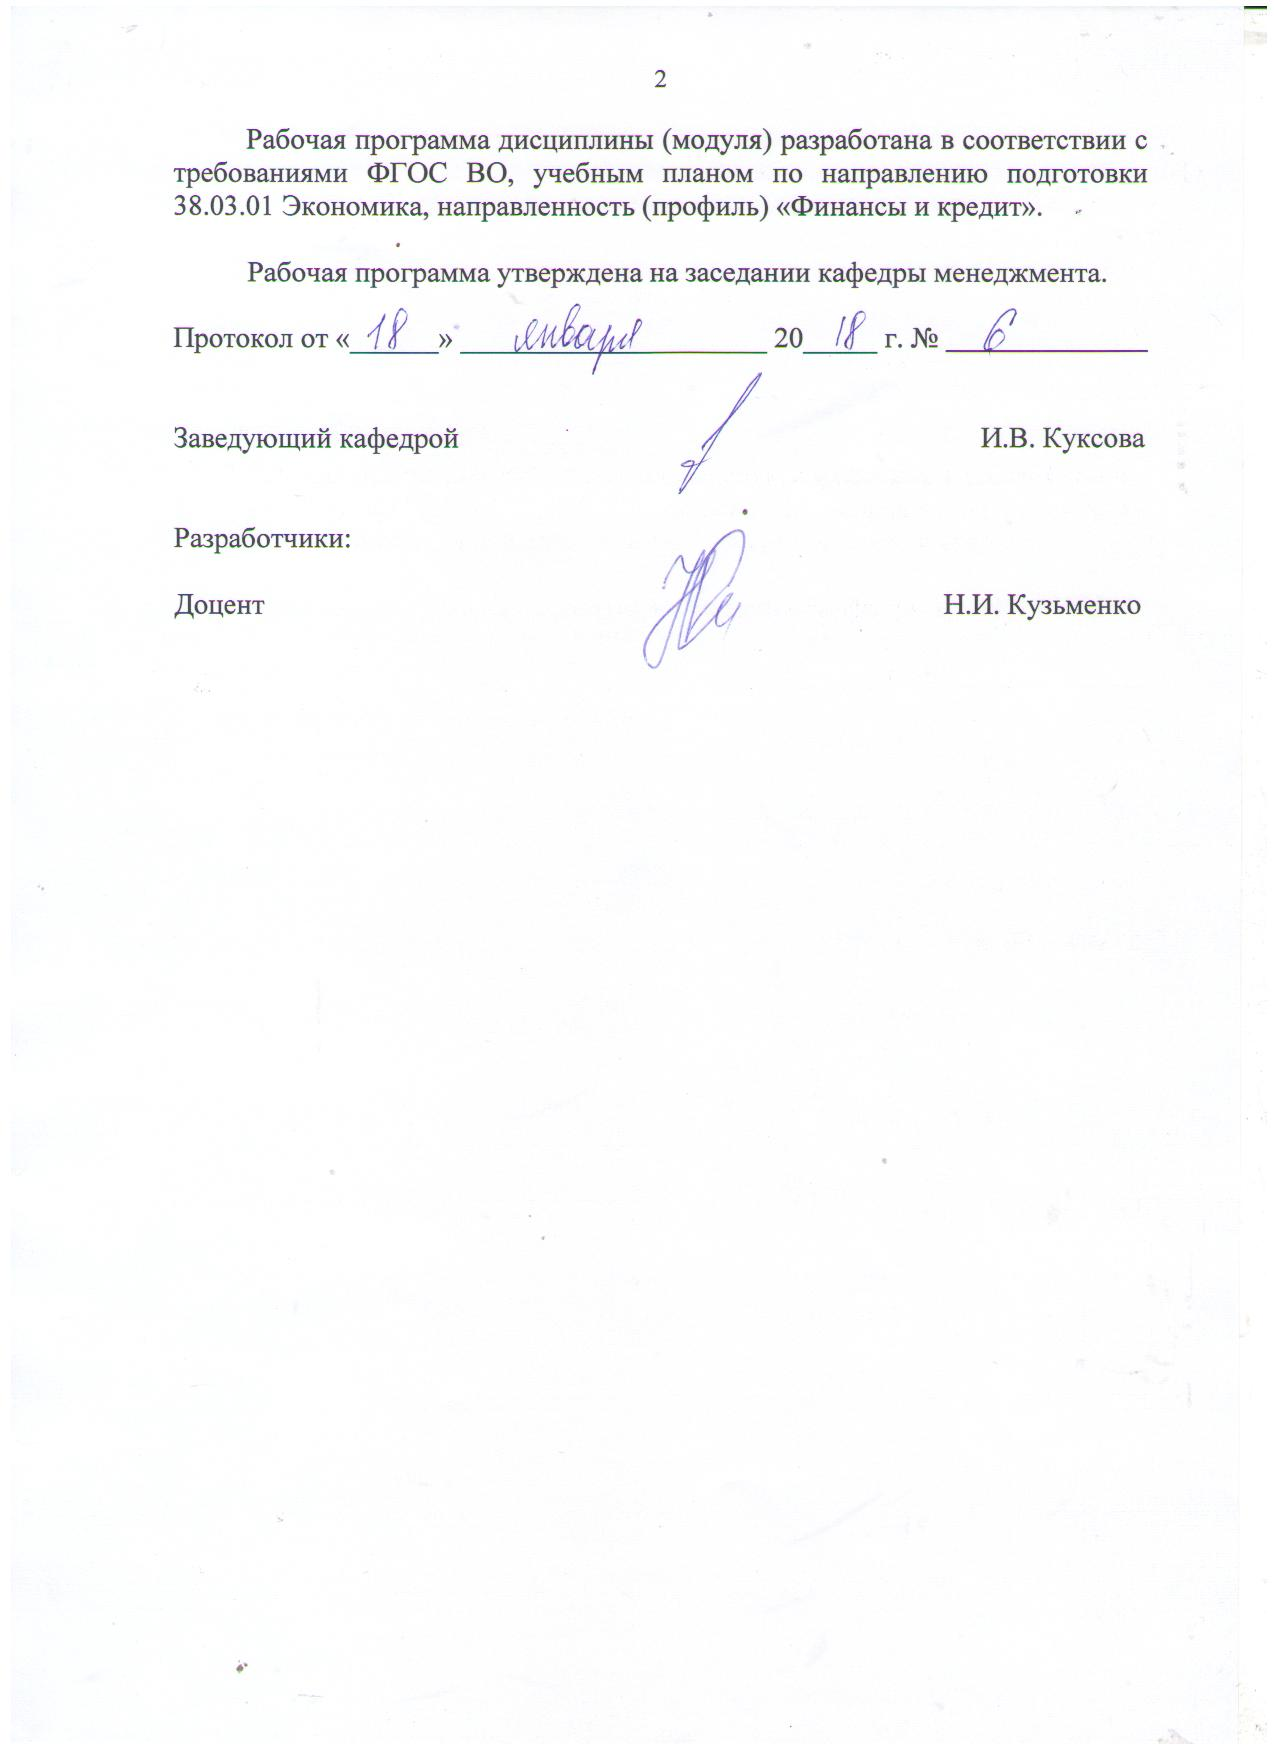 2
Рабочая программа дисциплины (модуля) разработана в соответствии с
требованиями ФГОС ВО, учебным планом по направлению подготовки
38.03.01 Экономика, направленность (профиль) «Финансы и кредит».
Рабочая программа утверждена на заседании кафедры менеджмента.
Протокол от «18» января 2018 г. № 6
Заведующий кафедрой И.В. Куксова
Разработчики:
Доцент Н.И. Кузьменко